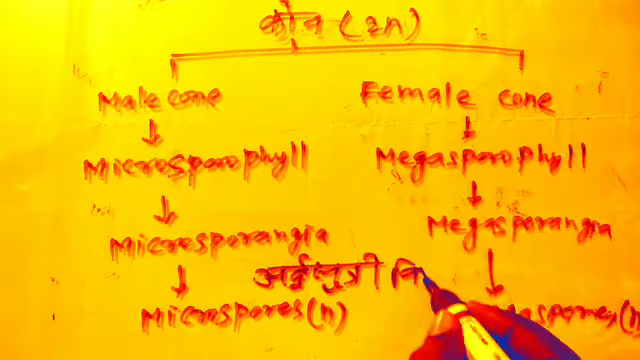 कोन (2n)
Male cone Female cone
Microsporophyll Megasporophyll
Microsporangia Megasporangia
अर्द्धसुत्री वि
Microspores (n)